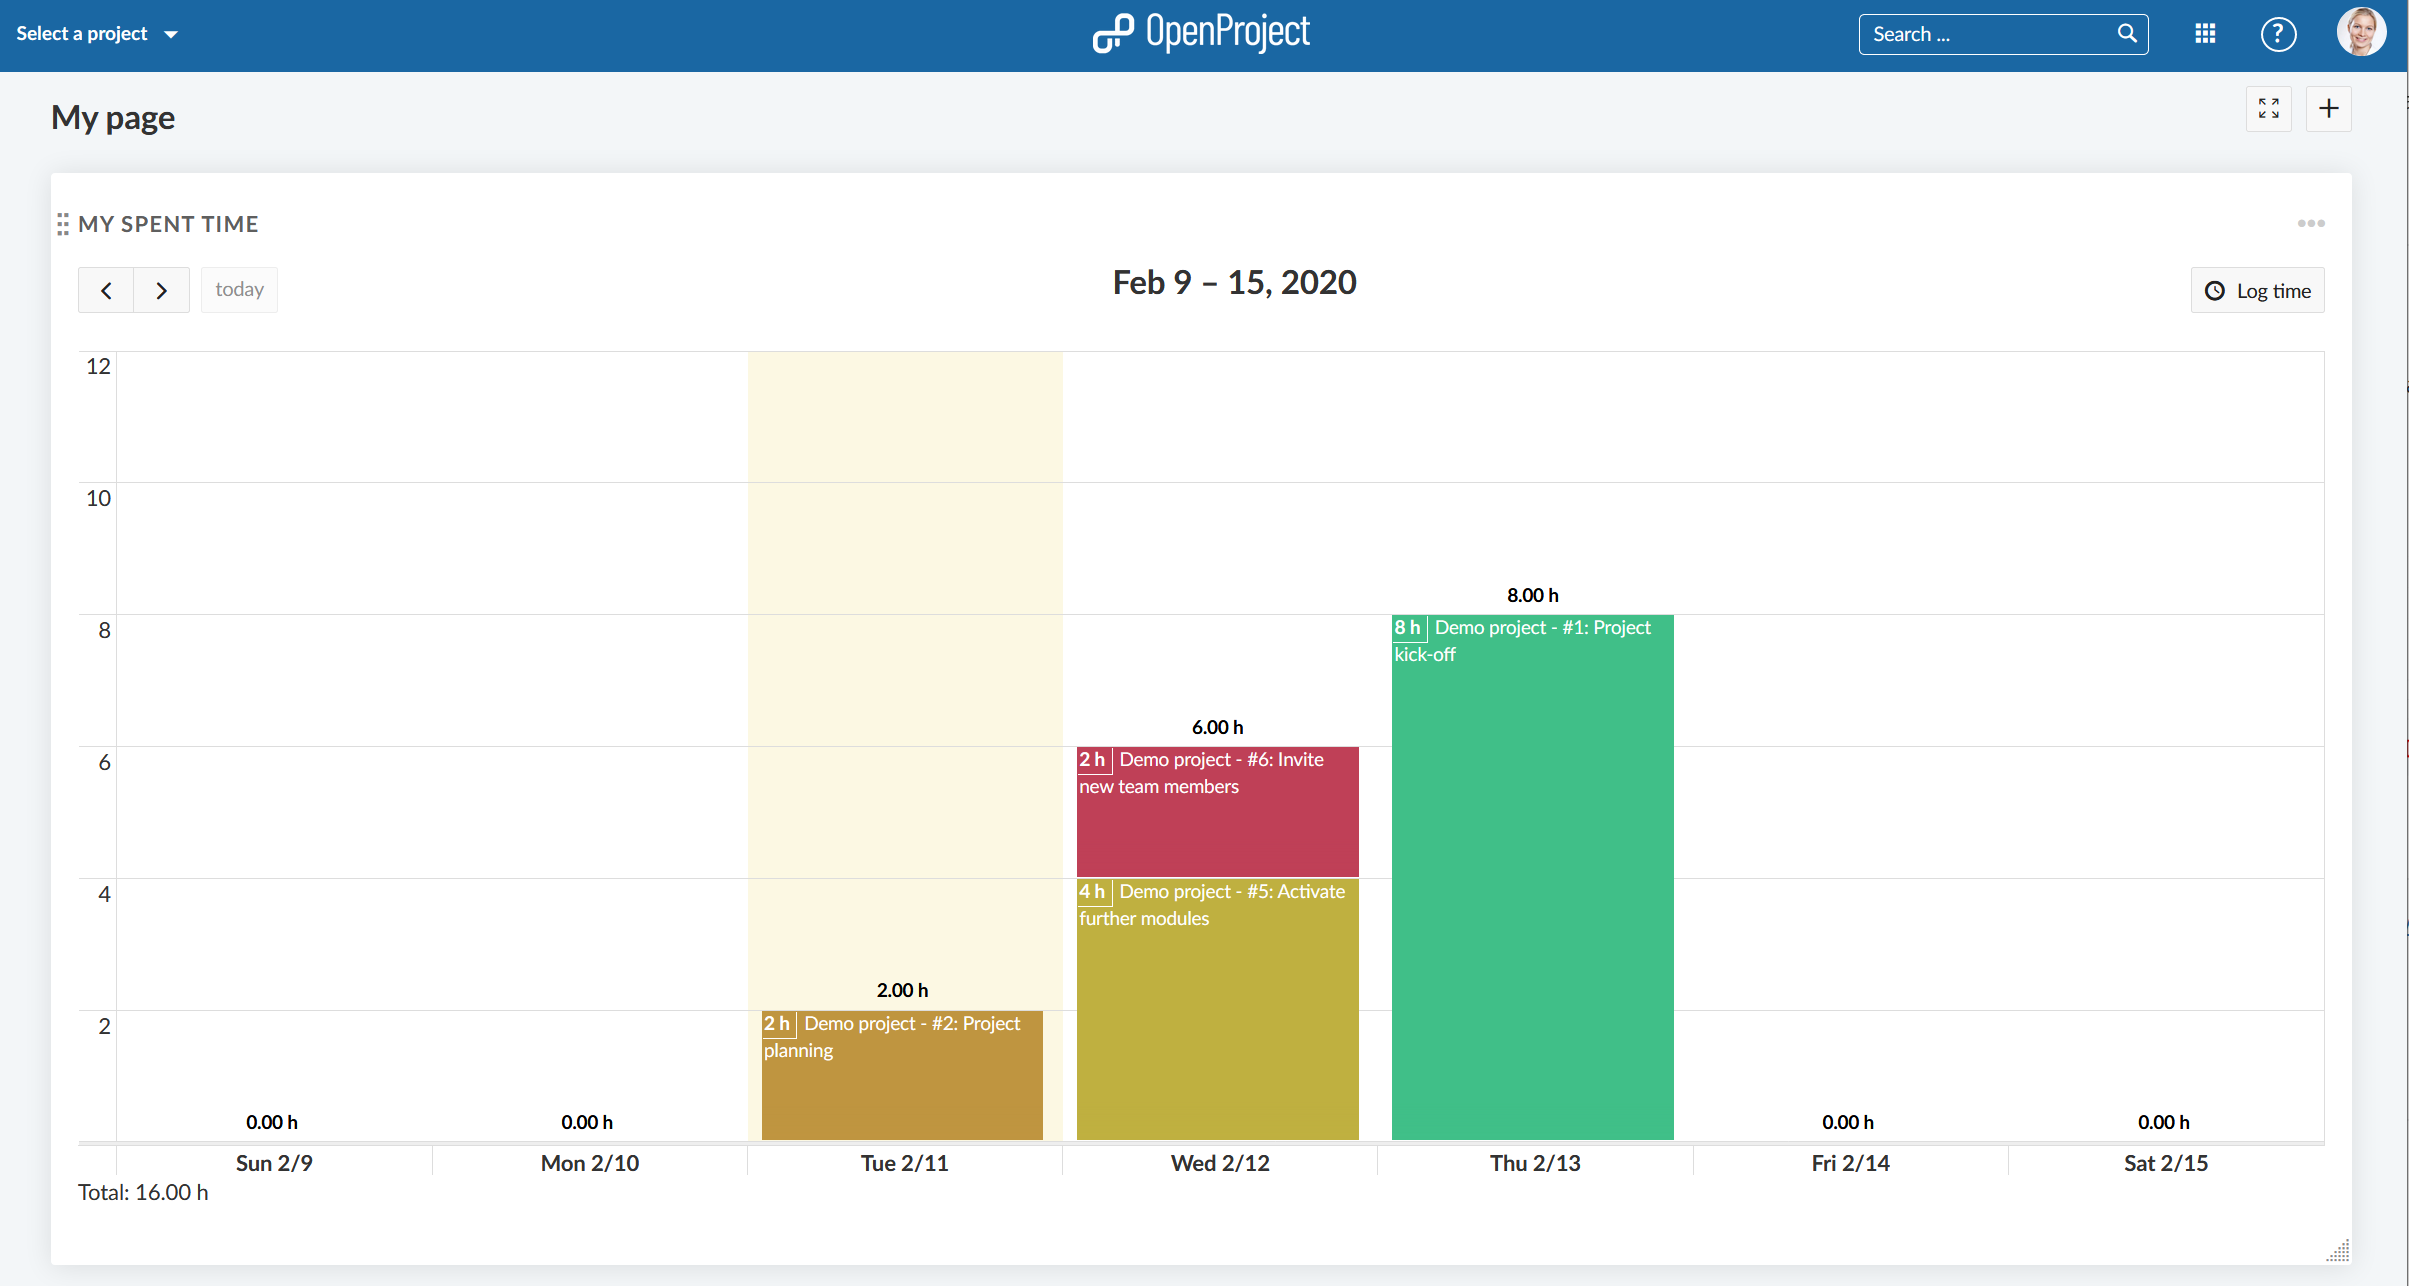 Select a project
OpenProject
Search ...
?
My page
MY SPENT TIME
today
Feb 9 – 15, 2020
Log time
12
10
8
6
4
2
8.00 h
8 h Demo project - #1: Project
kick-off
6.00 h
2 h Demo project - #6: Invite
new team members
4 h Demo project - #5: Activate
further modules
2.00 h
2 h Demo project - #2: Project
planning
0.00 h
0.00 h
0.00 h
0.00 h
Sun 2/9
Mon 2/10
Tue 2/11
Wed 2/12
Thu 2/13
Fri 2/14
Sat 2/15
Total: 16.00 h